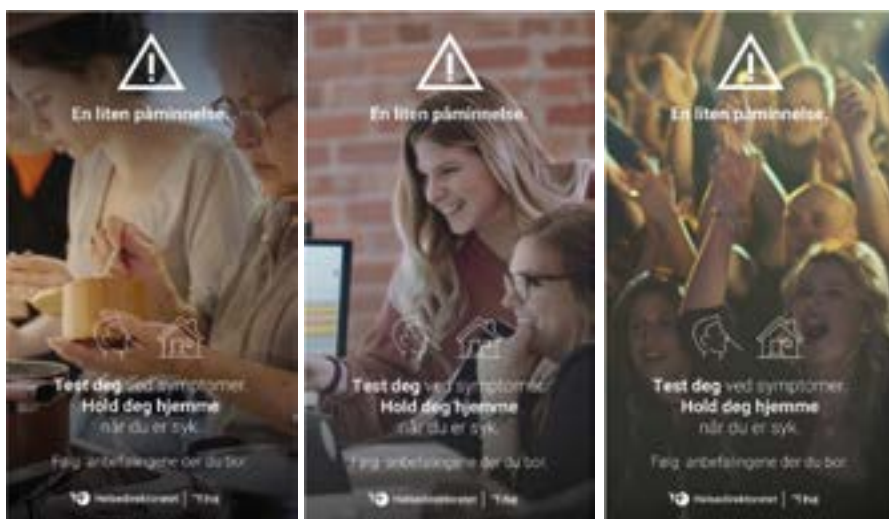 En liten påminnelse.
Test deg ved symptomer.
Hold deg hjemme
når du er syk.
Følg anbefalingene der du bor.
Helsedirektoratet
En liten påminnelse.
Test deg ved symptomer.
Hold deg hjemme
når du er syk.
Følg anbefalingene der du bor.
Helsedirektoratet
En liten påminnelse.
Test deg ved symptomer.
Hold deg hjemme
når du er syk.
Følg anbefalingene der du bor.
Helsedirektoratet